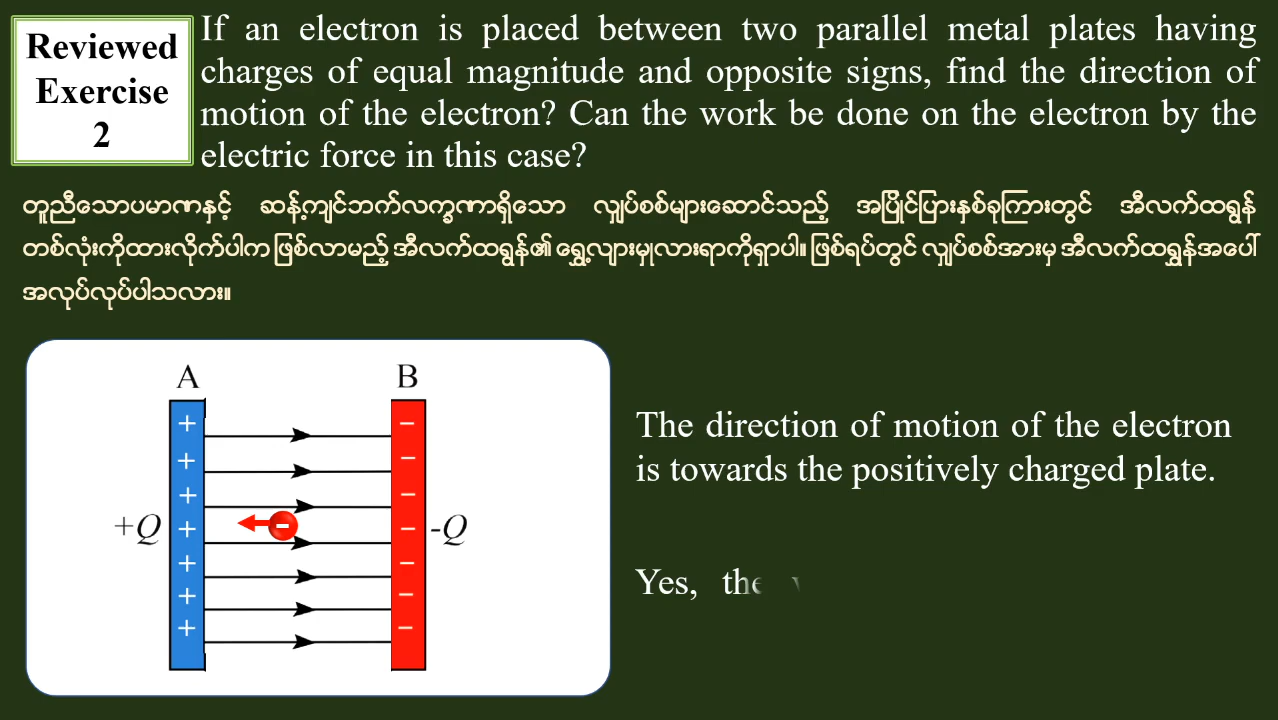 Reviewed
Exercise
2
If an electron is placed between two parallel metal plates having
charges of equal magnitude and opposite signs, find the direction of
motion of the electron? Can the work be done on the electron by the
electric force in this case?
တူညီသောပမာဏနှင့် ဆန့်ကျင်ဘက်လက္ခဏာရှိသော လျှပ်စစ်များဆောင်သည့် အပြိုင်ပြားနှစ်ခုကြားတွင် အီလက်ထရွန်
တစ်လုံးကိုထားလိုက်ပါက ဖြစ်လာမည့် အီလက်ထရွန်၏ ရွေ့လျားမှုလားရာကိုရှာပါ။ ဖြစ်ရပ်တွင် လျှပ်စစ်အားမှ အီလက်ထရွန်အပေါ်
အလုပ်လုပ်ပါသလား။
A B
+ −
+ −
+ −
+Q + - − -Q
+ −
+ −
+ −
The direction of motion of the electron
is towards the positively charged plate.
Yes, the